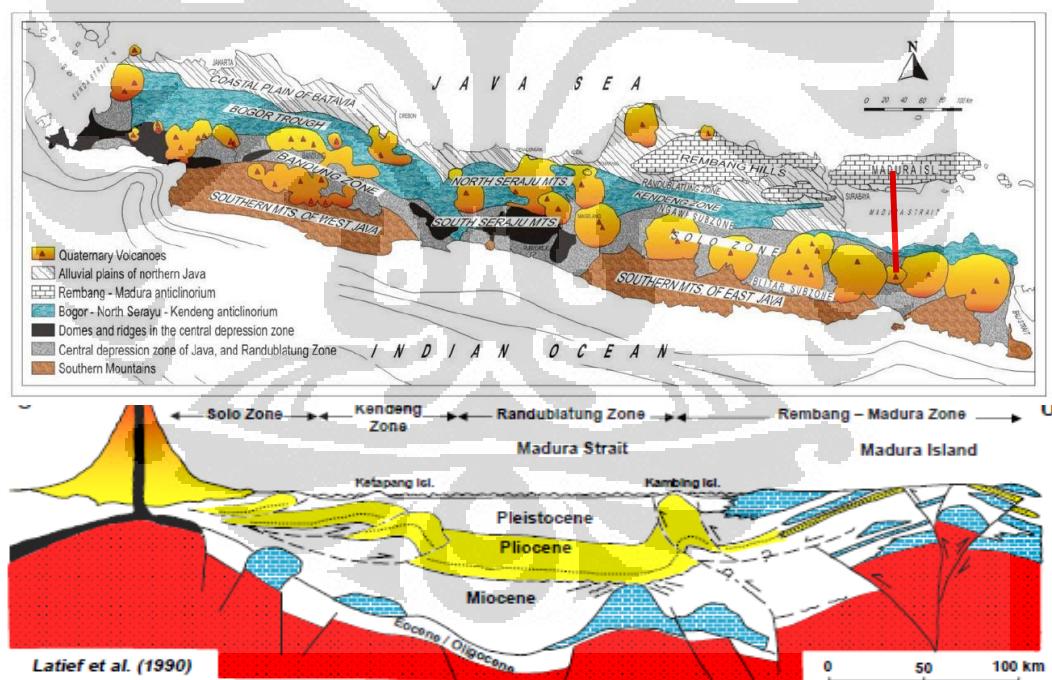 JAVA SEA
N
0 20 40 60 80 100 Km
SUNDA STRAIT
JAKARTA
COASTAL PLAIN OF BATAVIA
BOGOR TROUGH
CIREBON
BANDUNG ZONE
SOUTHERN MTS. OF WEST JAVA
NORTH SERAJU MTS.
SOUTH SERAJU MTS.
MAGELANG
REMBANG HILLS
RANDUBLATUNG ZONE
KENDENG ZONE
NGAWI SUBZONE
SOLO ZONE
BLITAR SUBZONE
SOUTHERN MTS. OF EAST JAVA
MADURA ISL.
SURABAYA
MADURA STRAIT
BALI STRAIT
INDIAN OCEAN
Quaternary Volcanoes
Alluvial plains of northern Java
Rembang - Madura anticlinorium
Bogor - North Serayu - Kendeng anticlinorium
Domes and ridges in the central depression zone
Central depression zone of Java, and Randublatung Zone
Southern Mountains
Solo Zone
Kendeng Zone
Randublatung Zone
Rembang – Madura Zone
Madura Strait
Madura Island
Ketapang Isl.
Kambing Isl.
Pleistocene
Pliocene
Miocene
Eocene / Oligocene
Latief et al. (1990)
0 50 100 km